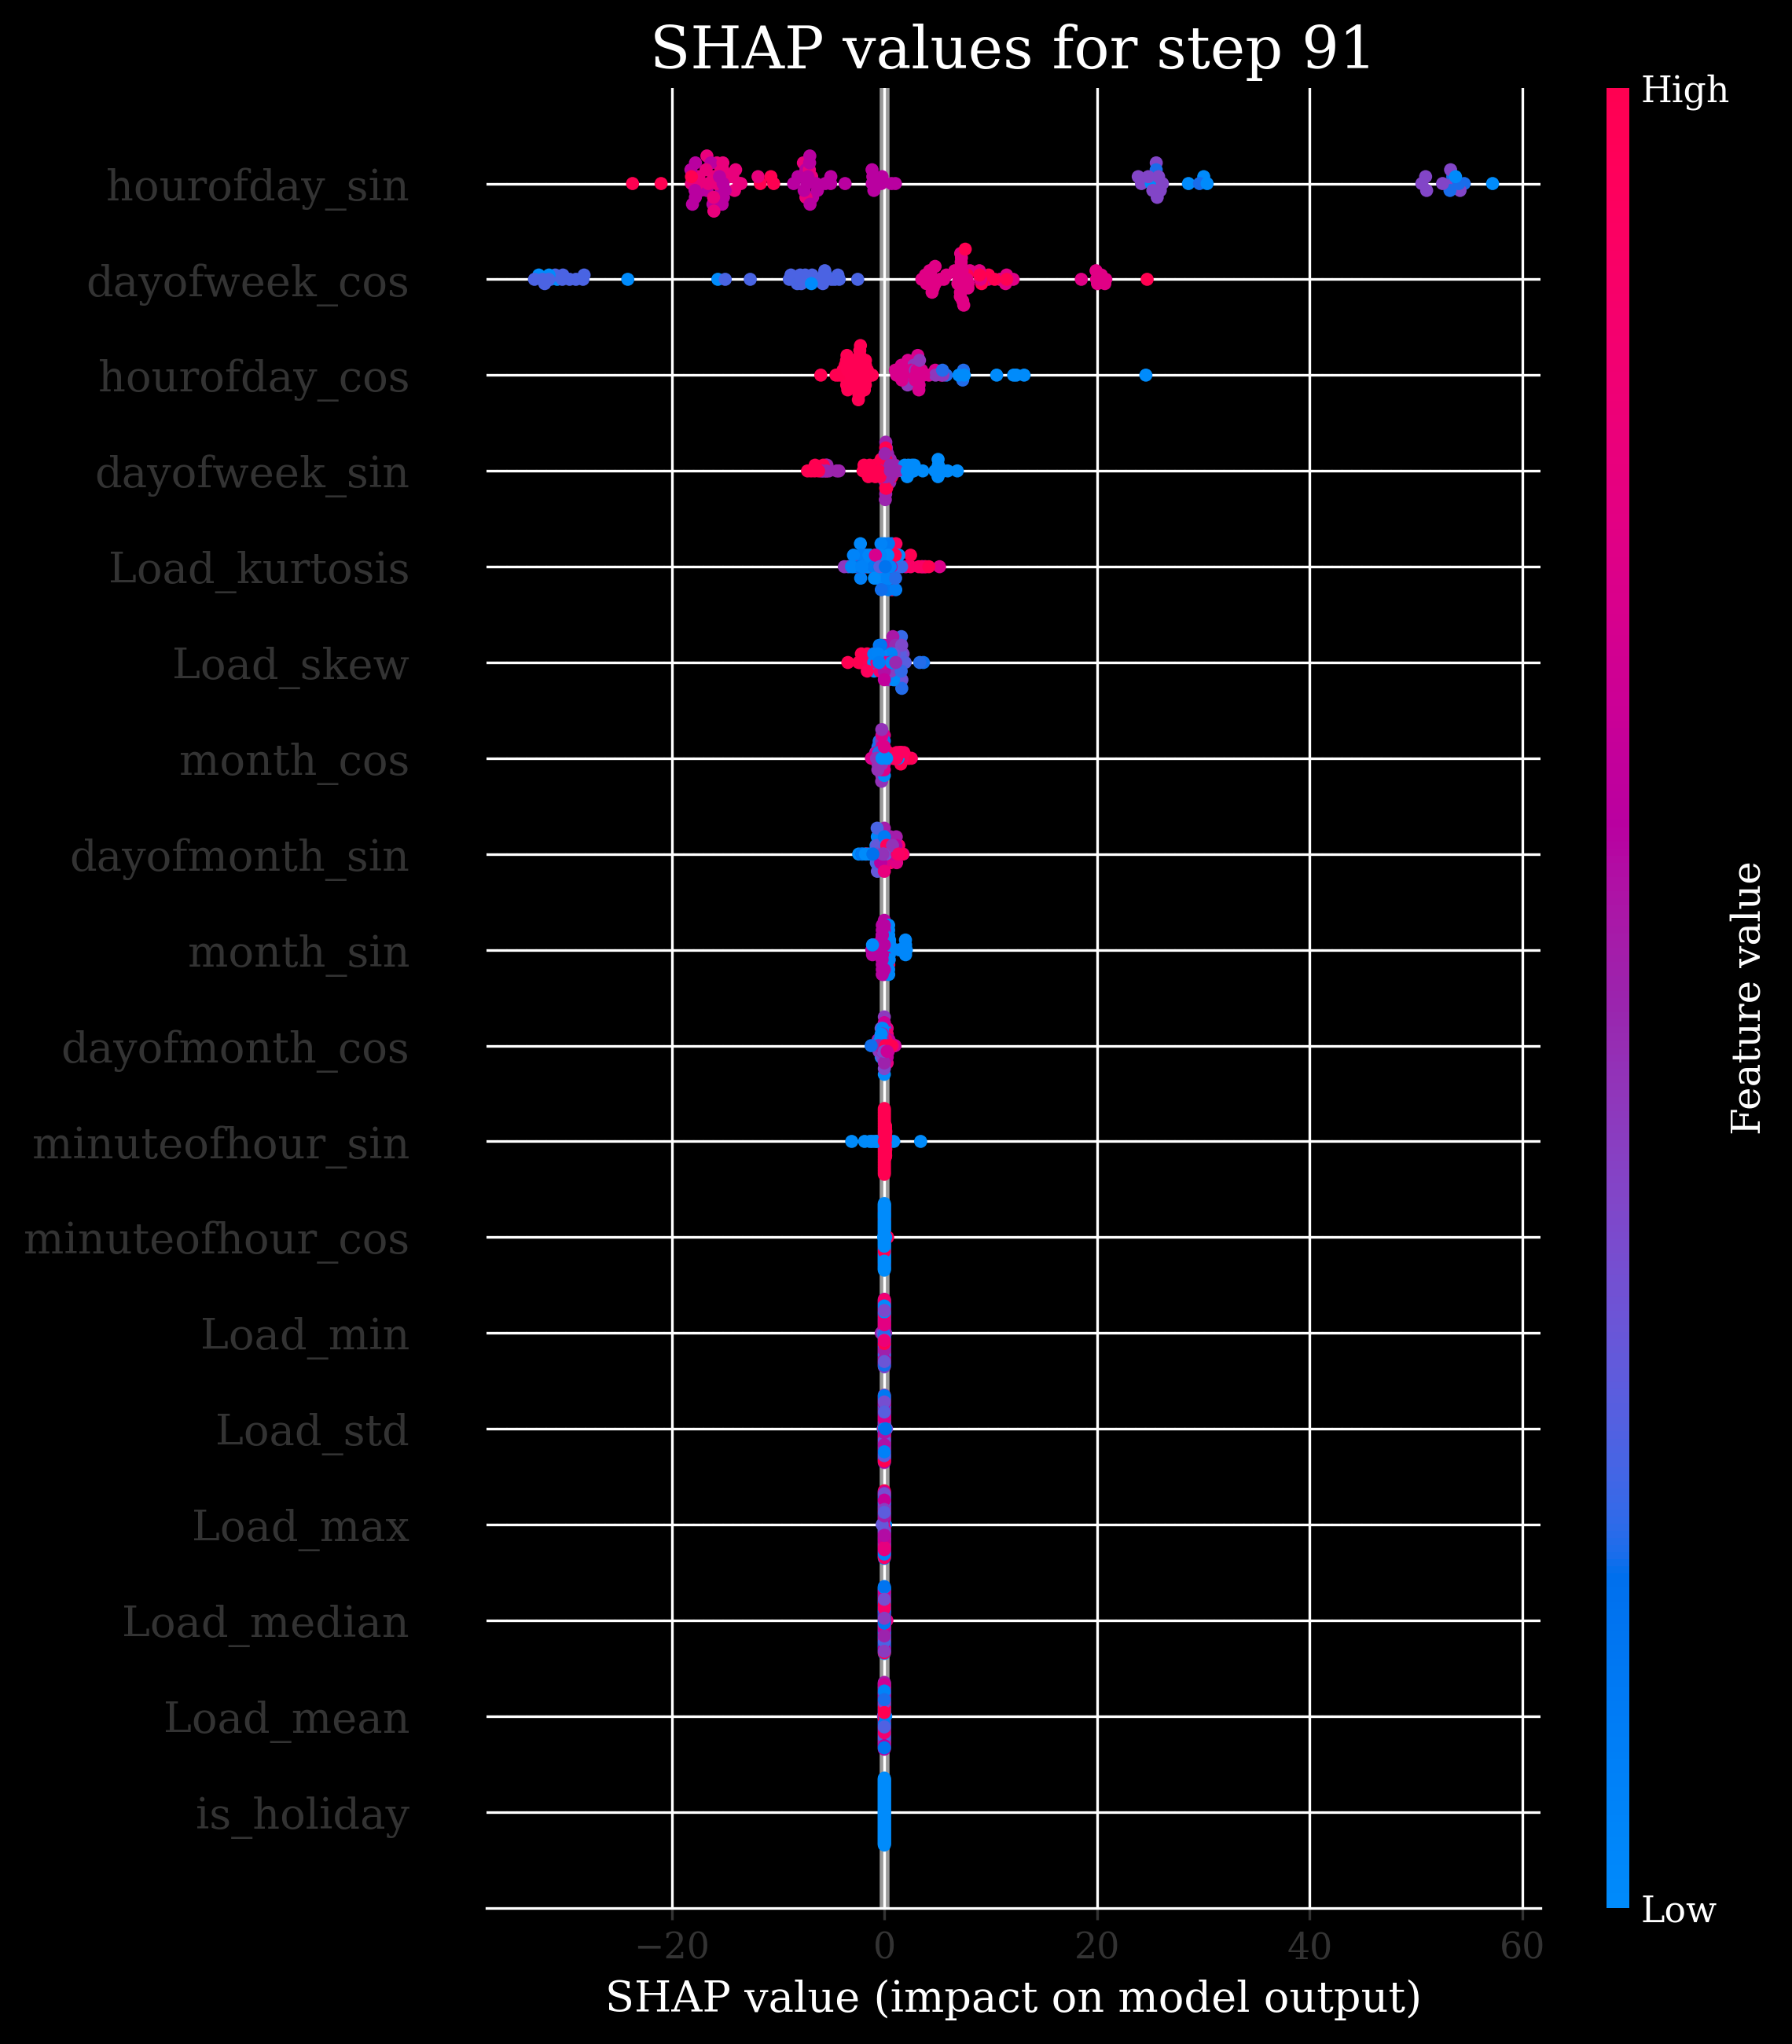 SHAP values for step 91
High
hourofday_sin
dayofweek_cos
hourofday_cos
dayofweek_sin
Load_kurtosis
Load_skew
month_cos
dayofmonth_sin
month_sin
dayofmonth_cos
minuteofhour_sin
minuteofhour_cos
Load_min
Load_std
Load_max
Load_median
Load_mean
is_holiday
Feature value
Low
−20 0 20 40 60
SHAP value (impact on model output)